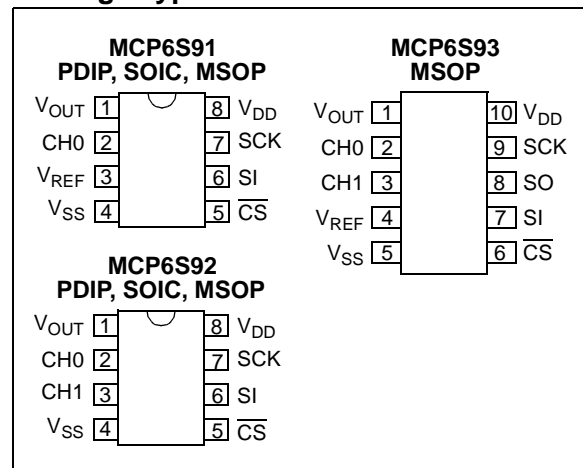 MCP6S91
PDIP, SOIC, MSOP
VOUT 1 8 VDD
CH0 2 7 SCK
VREF 3 6 SI
VSS 4 5 CS
MCP6S92
PDIP, SOIC, MSOP
VOUT 1 8 VDD
CH0 2 7 SCK
CH1 3 6 SI
VSS 4 5 CS
MCP6S93
MSOP
VOUT 1 10 VDD
CH0 2 9 SCK
CH1 3 8 SO
VREF 4 7 SI
VSS 5 6 CS